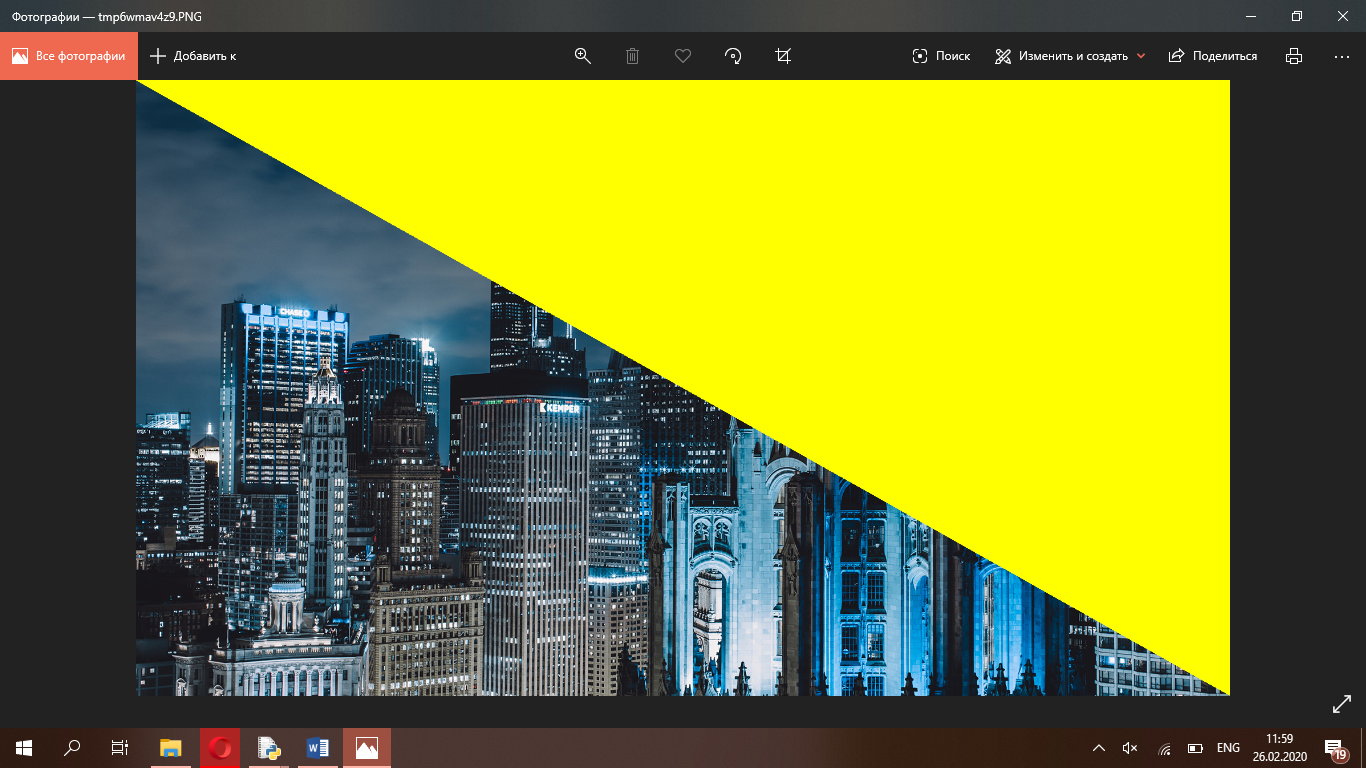 Фотографии — tmp6wmav4z9.PNG
Все фотографии
Добавить к
Поиск
Изменить и создать
Поделиться
CHASE
KEMPER
ENG
11:59
26.02.2020
19